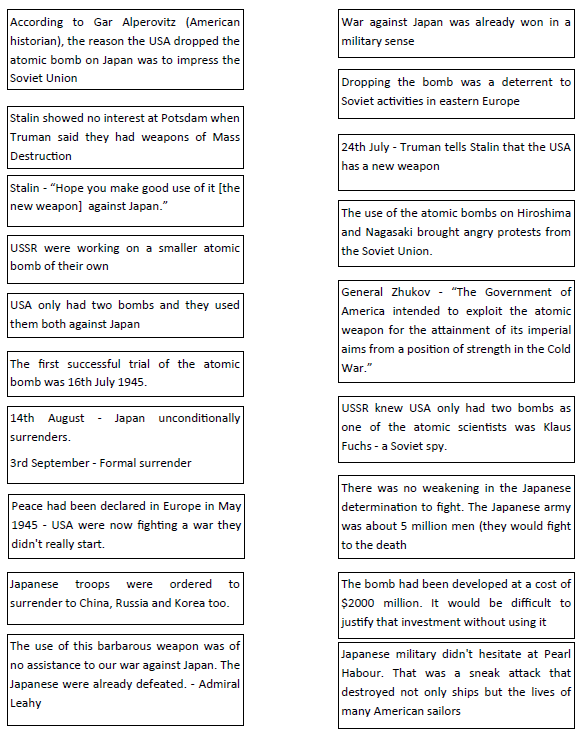 According to Gar Alperovitz (American
historian), the reason the USA dropped the
atomic bomb on Japan was to impress the
Soviet Union
Stalin showed no interest at Potsdam when
Truman said they had weapons of Mass
Destruction
Stalin - “Hope you make good use of it [the
new weapon] against Japan.”
USSR were working on a smaller atomic
bomb of their own
USA only had two bombs and they used
them both against Japan
The first successful trial of the atomic
bomb was 16th July 1945.
14th August - Japan unconditionally
surrenders.
3rd September - Formal surrender
Peace had been declared in Europe in May
1945 - USA were now fighting a war they
didn't really start.
Japanese troops were ordered to
surrender to China, Russia and Korea too.
The use of this barbarous weapon was of
no assistance to our war against Japan. The
Japanese were already defeated. - Admiral
Leahy
War against Japan was already won in a
military sense
Dropping the bomb was a deterrent to
Soviet activities in eastern Europe
24th July - Truman tells Stalin that the USA
has a new weapon
The use of the atomic bombs on Hiroshima
and Nagasaki brought angry protests from
the Soviet Union.
General Zhukov - “The Government of
America intended to exploit the atomic
weapon for the attainment of its imperial
aims from a position of strength in the Cold
War.”
USSR knew USA only had two bombs as
one of the atomic scientists was Klaus
Fuchs - a Soviet spy.
There was no weakening in the Japanese
determination to fight. The Japanese army
was about 5 million men (they would fight
to the death
The bomb had been developed at a cost of
$2000 million. It would be difficult to
justify that investment without using it
Japanese military didn't hesitate at Pearl
Habour. That was a sneak attack that
destroyed not only ships but the lives of
many American sailors